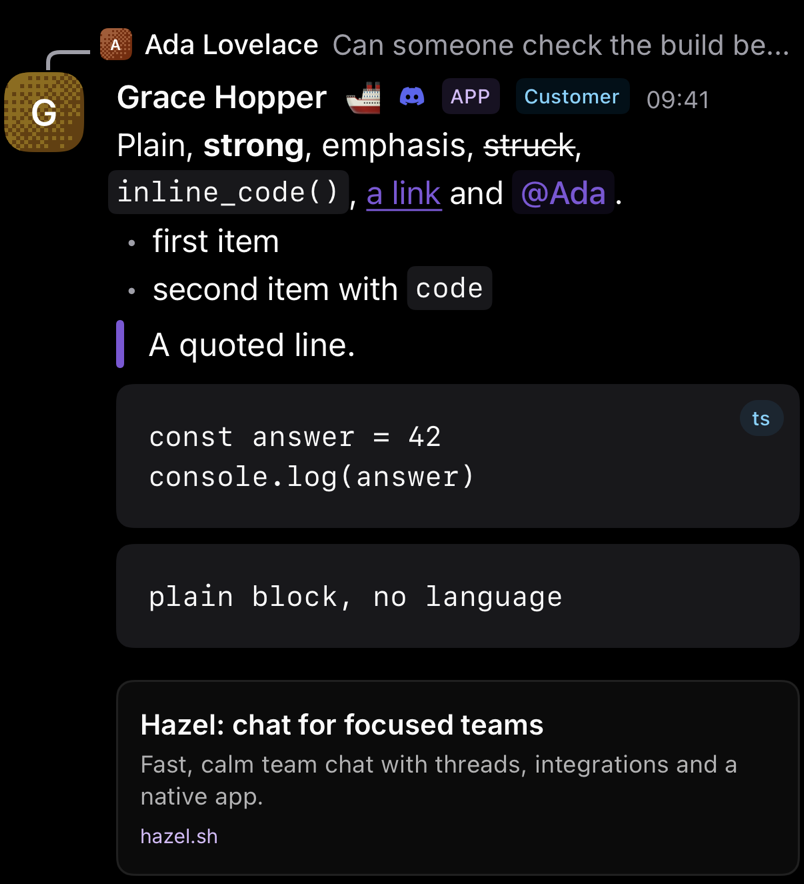 A Ada Lovelace Can someone check the build be...
G Grace Hopper APP Customer 09:41
Plain, strong, emphasis, struck,
inline_code(), a link and @Ada.
• first item
• second item with code
A quoted line.
ts
const answer = 42
console.log(answer)
plain block, no language
Hazel: chat for focused teams
Fast, calm team chat with threads, integrations and a
native app.
hazel.sh